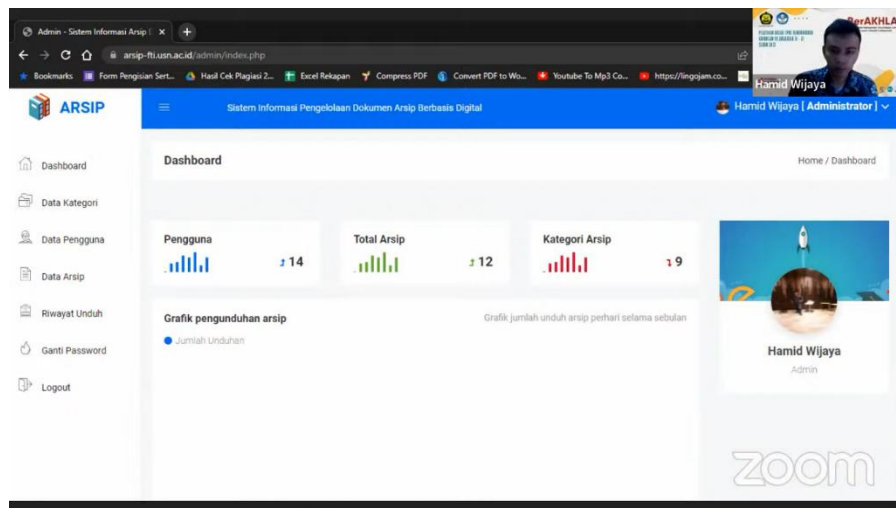 Admin - Sistem Informasi Arsip (
arsip-fti.usn.ac.id/admin/index.php
Bookmarks Form Pengisian Sert... Hasil Cek Plagiasi 2... Excel Rekapan Compress PDF Convert PDF to Wo... Youtube To Mp3 Co... https://lingojam.co...
BerAKHLA
Hamid Wijaya
ARSIP
Sistem Informasi Pengelolaan Dokumen Arsip Berbasis Digital
Hamid Wijaya [ Administrator ]
Dashboard
Data Kategori
Data Pengguna
Data Arsip
Riwayat Unduh
Ganti Password
Logout
Dashboard
Home / Dashboard
Pengguna
14
Total Arsip
12
Kategori Arsip
9
Grafik pengunduhan arsip
Grafik jumlah unduh arsip perhari selama sebulan
Jumlah Unduhan
Hamid Wijaya
Admin
zoom